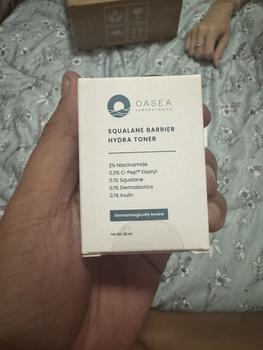 OASEA
LABORATORIES
SQUALANE BARRIER
HYDRA TONER
2% Niacinamide
0.2% C-Pep™ Elastyl
0.1% Squalane
0.1% Dermabiotics
0.1% Inulin
Dermatologically tested